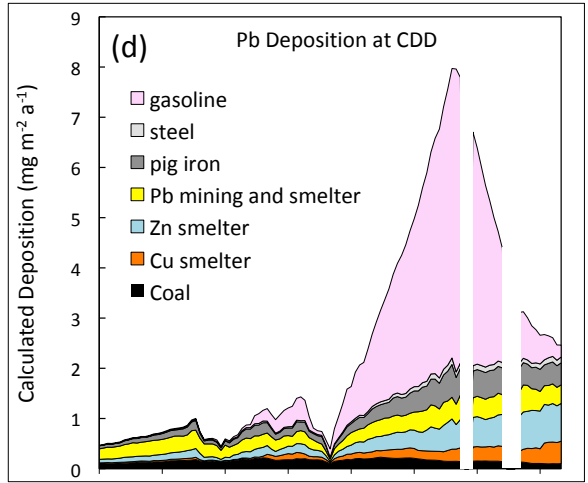 (d)
Pb Deposition at CDD
gasoline
steel
pig iron
Pb mining and smelter
Zn smelter
Cu smelter
Coal
Calculated Deposition (mg m⁻² a⁻¹)
9
8
7
6
5
4
3
2
1
0